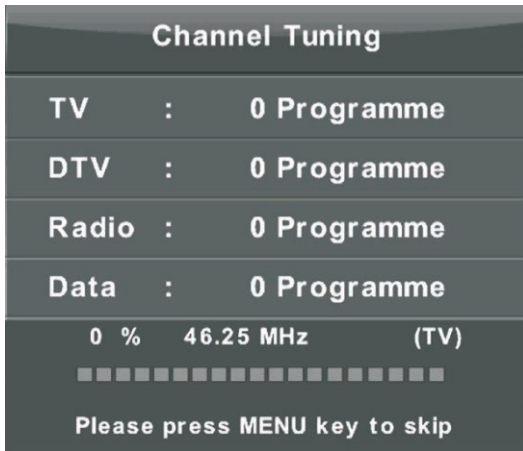 Channel Tuning
TV : 0 Programme
DTV : 0 Programme
Radio : 0 Programme
Data : 0 Programme
0 % 46.25 MHz (TV)
Please press MENU key to skip